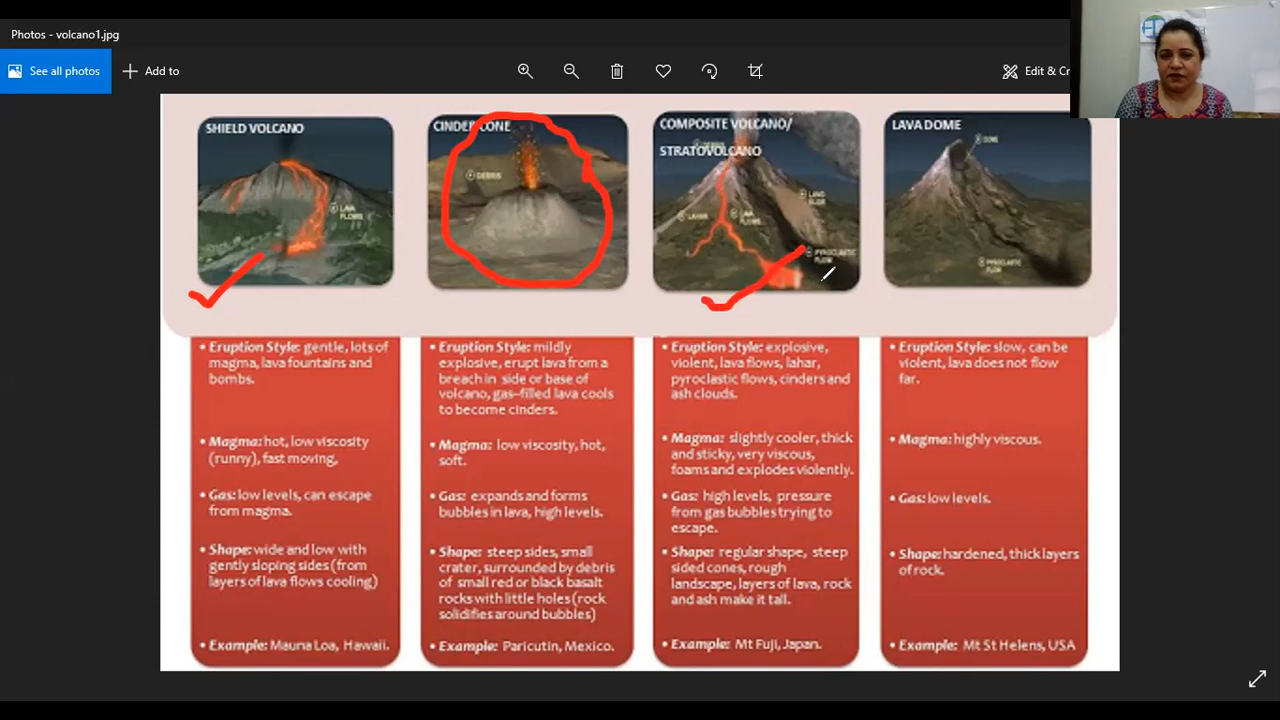 Photos - volcano1.jpg
See all photos
Add to
Edit & Cr
SHIELD VOLCANO
LAVA
FLOWS
CINDER CONE
DEBRIS
COMPOSITE VOLCANO/
STRATOVOLCANO
LAHAR
LAVA
FLOWS
LAND
SLIDE
PYROCLASTIC
FLOW
LAVA DOME
DOME
PYROCLASTIC
FLOW
• Eruption Style: gentle, lots of
magma, lava fountains and
bombs.
• Magma: hot, low viscosity
(runny), fast moving,
• Gas: low levels, can escape
from magma.
• Shape: wide and low with
gently sloping sides (from
layers of lava flows cooling)
• Example: Mauna Loa, Hawaii.
• Eruption Style: mildly
explosive, erupt lava from a
breach in side or base of
volcano, gas–filled lava cools
to become cinders.
• Magma: low viscosity, hot,
soft.
• Gas: expands and forms
bubbles in lava, high levels.
• Shape: steep sides, small
crater, surrounded by debris
of small red or black basalt
rocks with little holes (rock
solidifies around bubbles)
• Example: Paricutin, Mexico.
• Eruption Style: explosive,
violent, lava flows, lahar,
pyroclastic flows, cinders and
ash clouds.
• Magma: slightly cooler, thick
and sticky, very viscous,
foams and explodes violently.
• Gas: high levels, pressure
from gas bubbles trying to
escape.
• Shape: regular shape, steep
sided cones, rough
landscape, layers of lava, rock
and ash make it tall.
• Example: Mt Fuji, Japan.
• Eruption Style: slow, can be
violent, lava does not flow
far.
• Magma: highly viscous.
• Gas: low levels.
• Shape: hardened, thick layers
of rock.
• Example: Mt St Helens, USA